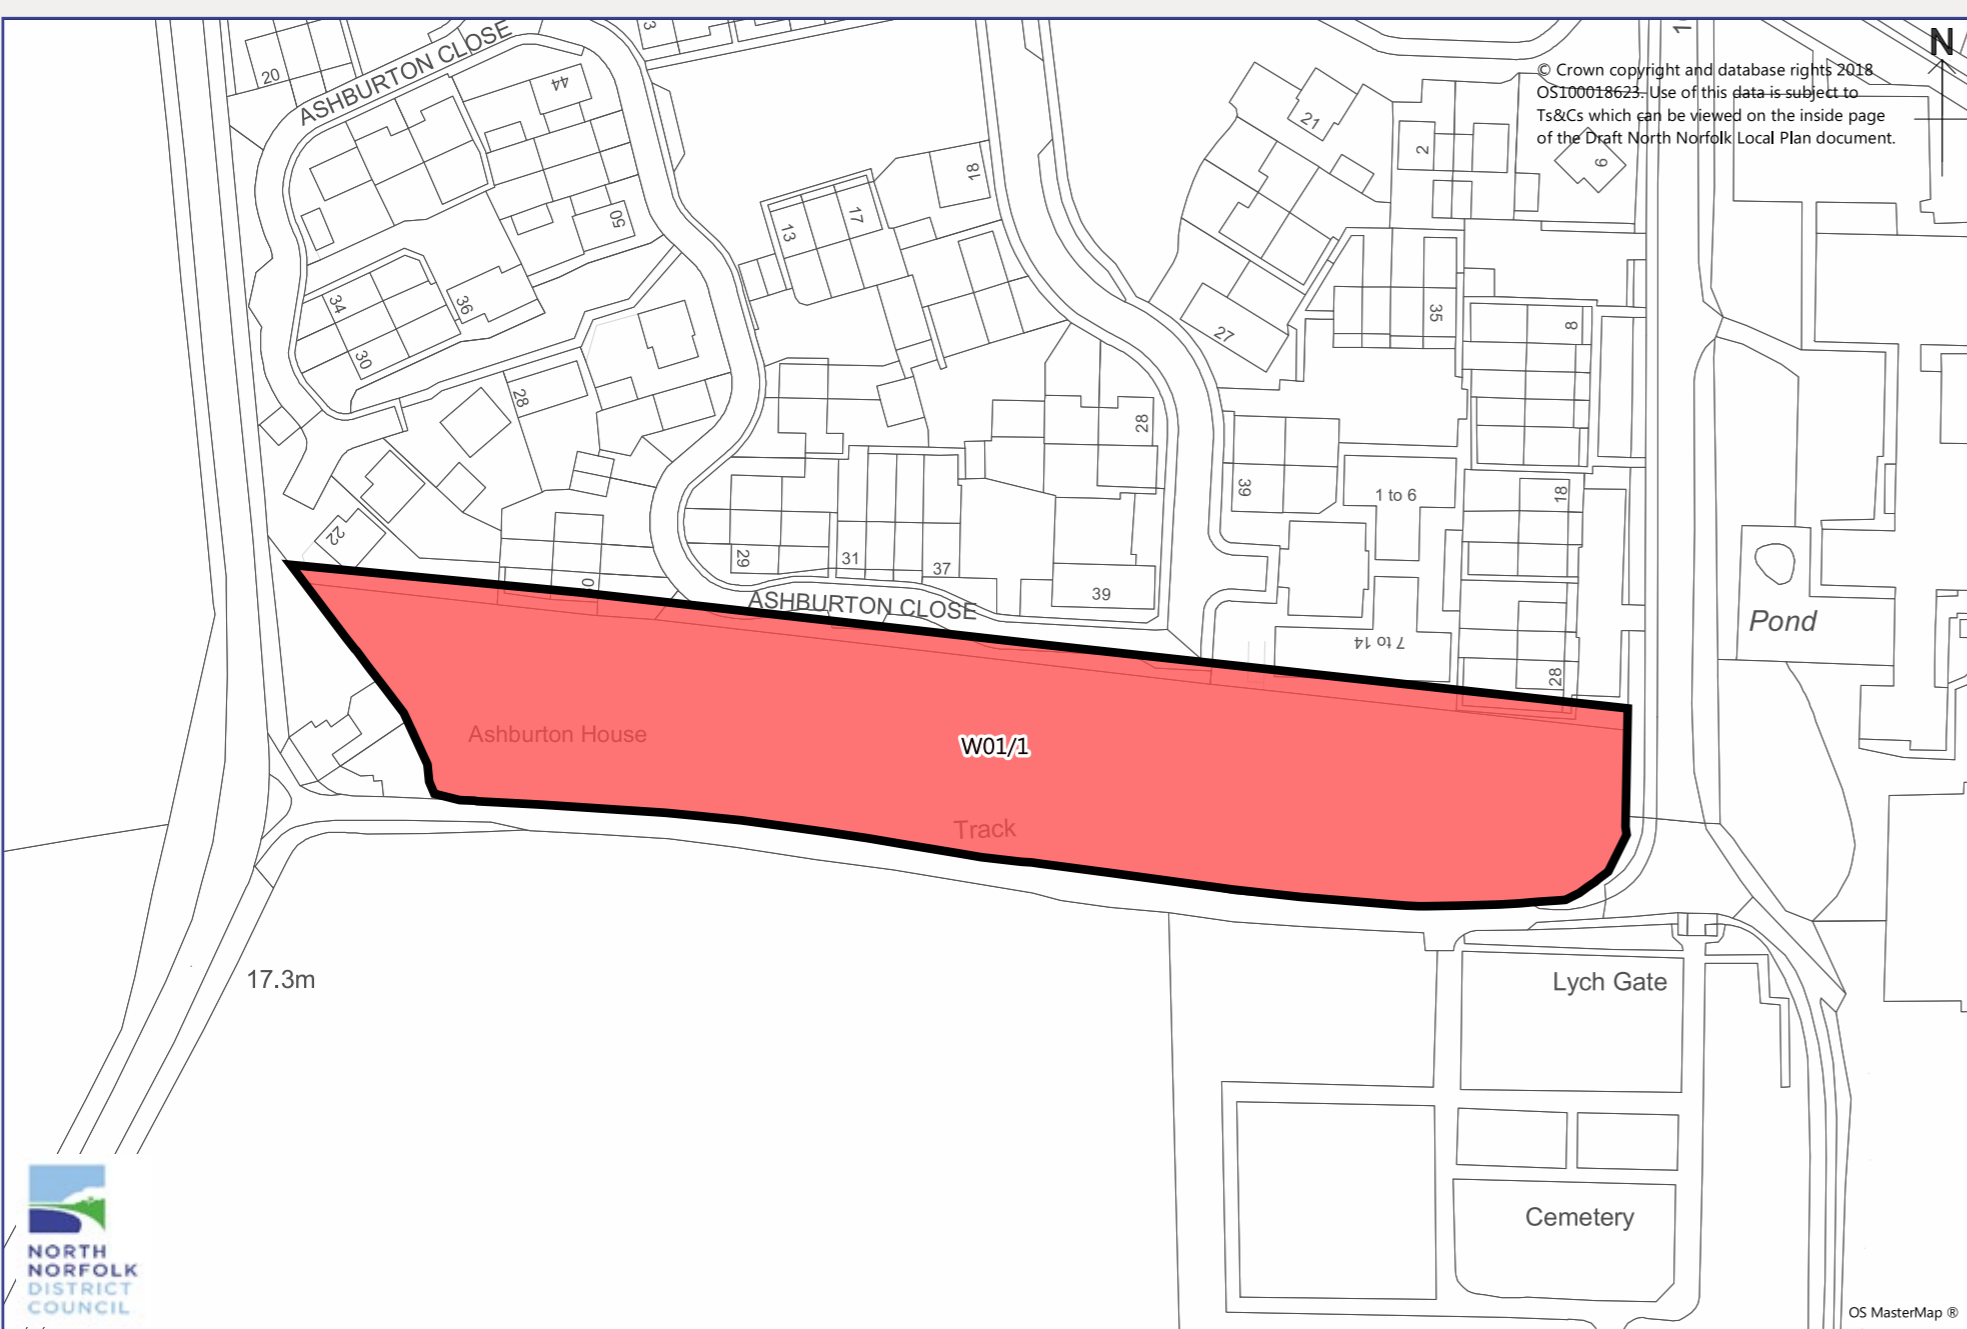 N
© Crown copyright and database rights 2018
OS100018623. Use of this data is subject to
Ts&Cs which can be viewed on the inside page
of the Draft North Norfolk Local Plan document.
ASHBURTON CLOSE
20
44
3
50
34
36
30
28
22
13
17
18
21
2
6
27
35
8
28
39
1 to 6
18
29
31
37
39
7 to 14
28
0
ASHBURTON CLOSE
Pond
Ashburton House
W01/1
Track
17.3m
Lych Gate
Cemetery
NORTH
NORFOLK
DISTRICT
COUNCIL
OS MasterMap ®